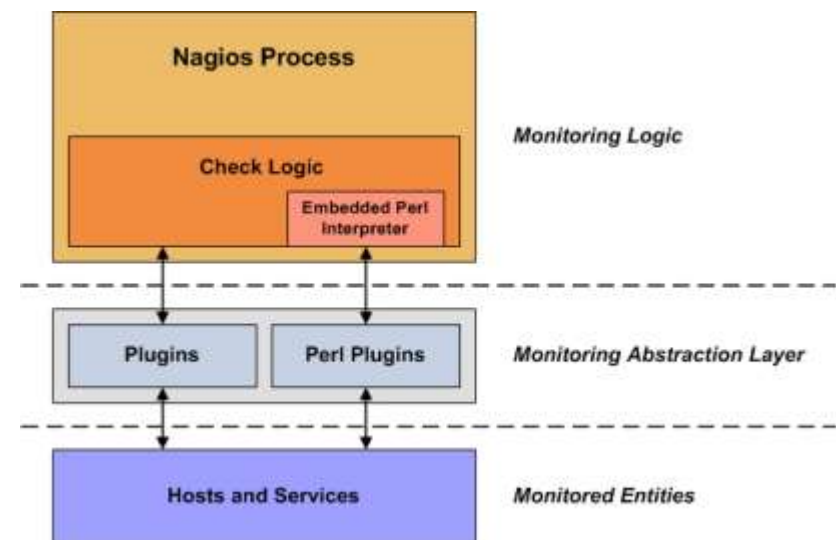 Nagios Process
Monitoring Logic
Check Logic
Embedded Perl
Interpreter
Plugins
Perl Plugins
Monitoring Abstraction Layer
Hosts and Services
Monitored Entities